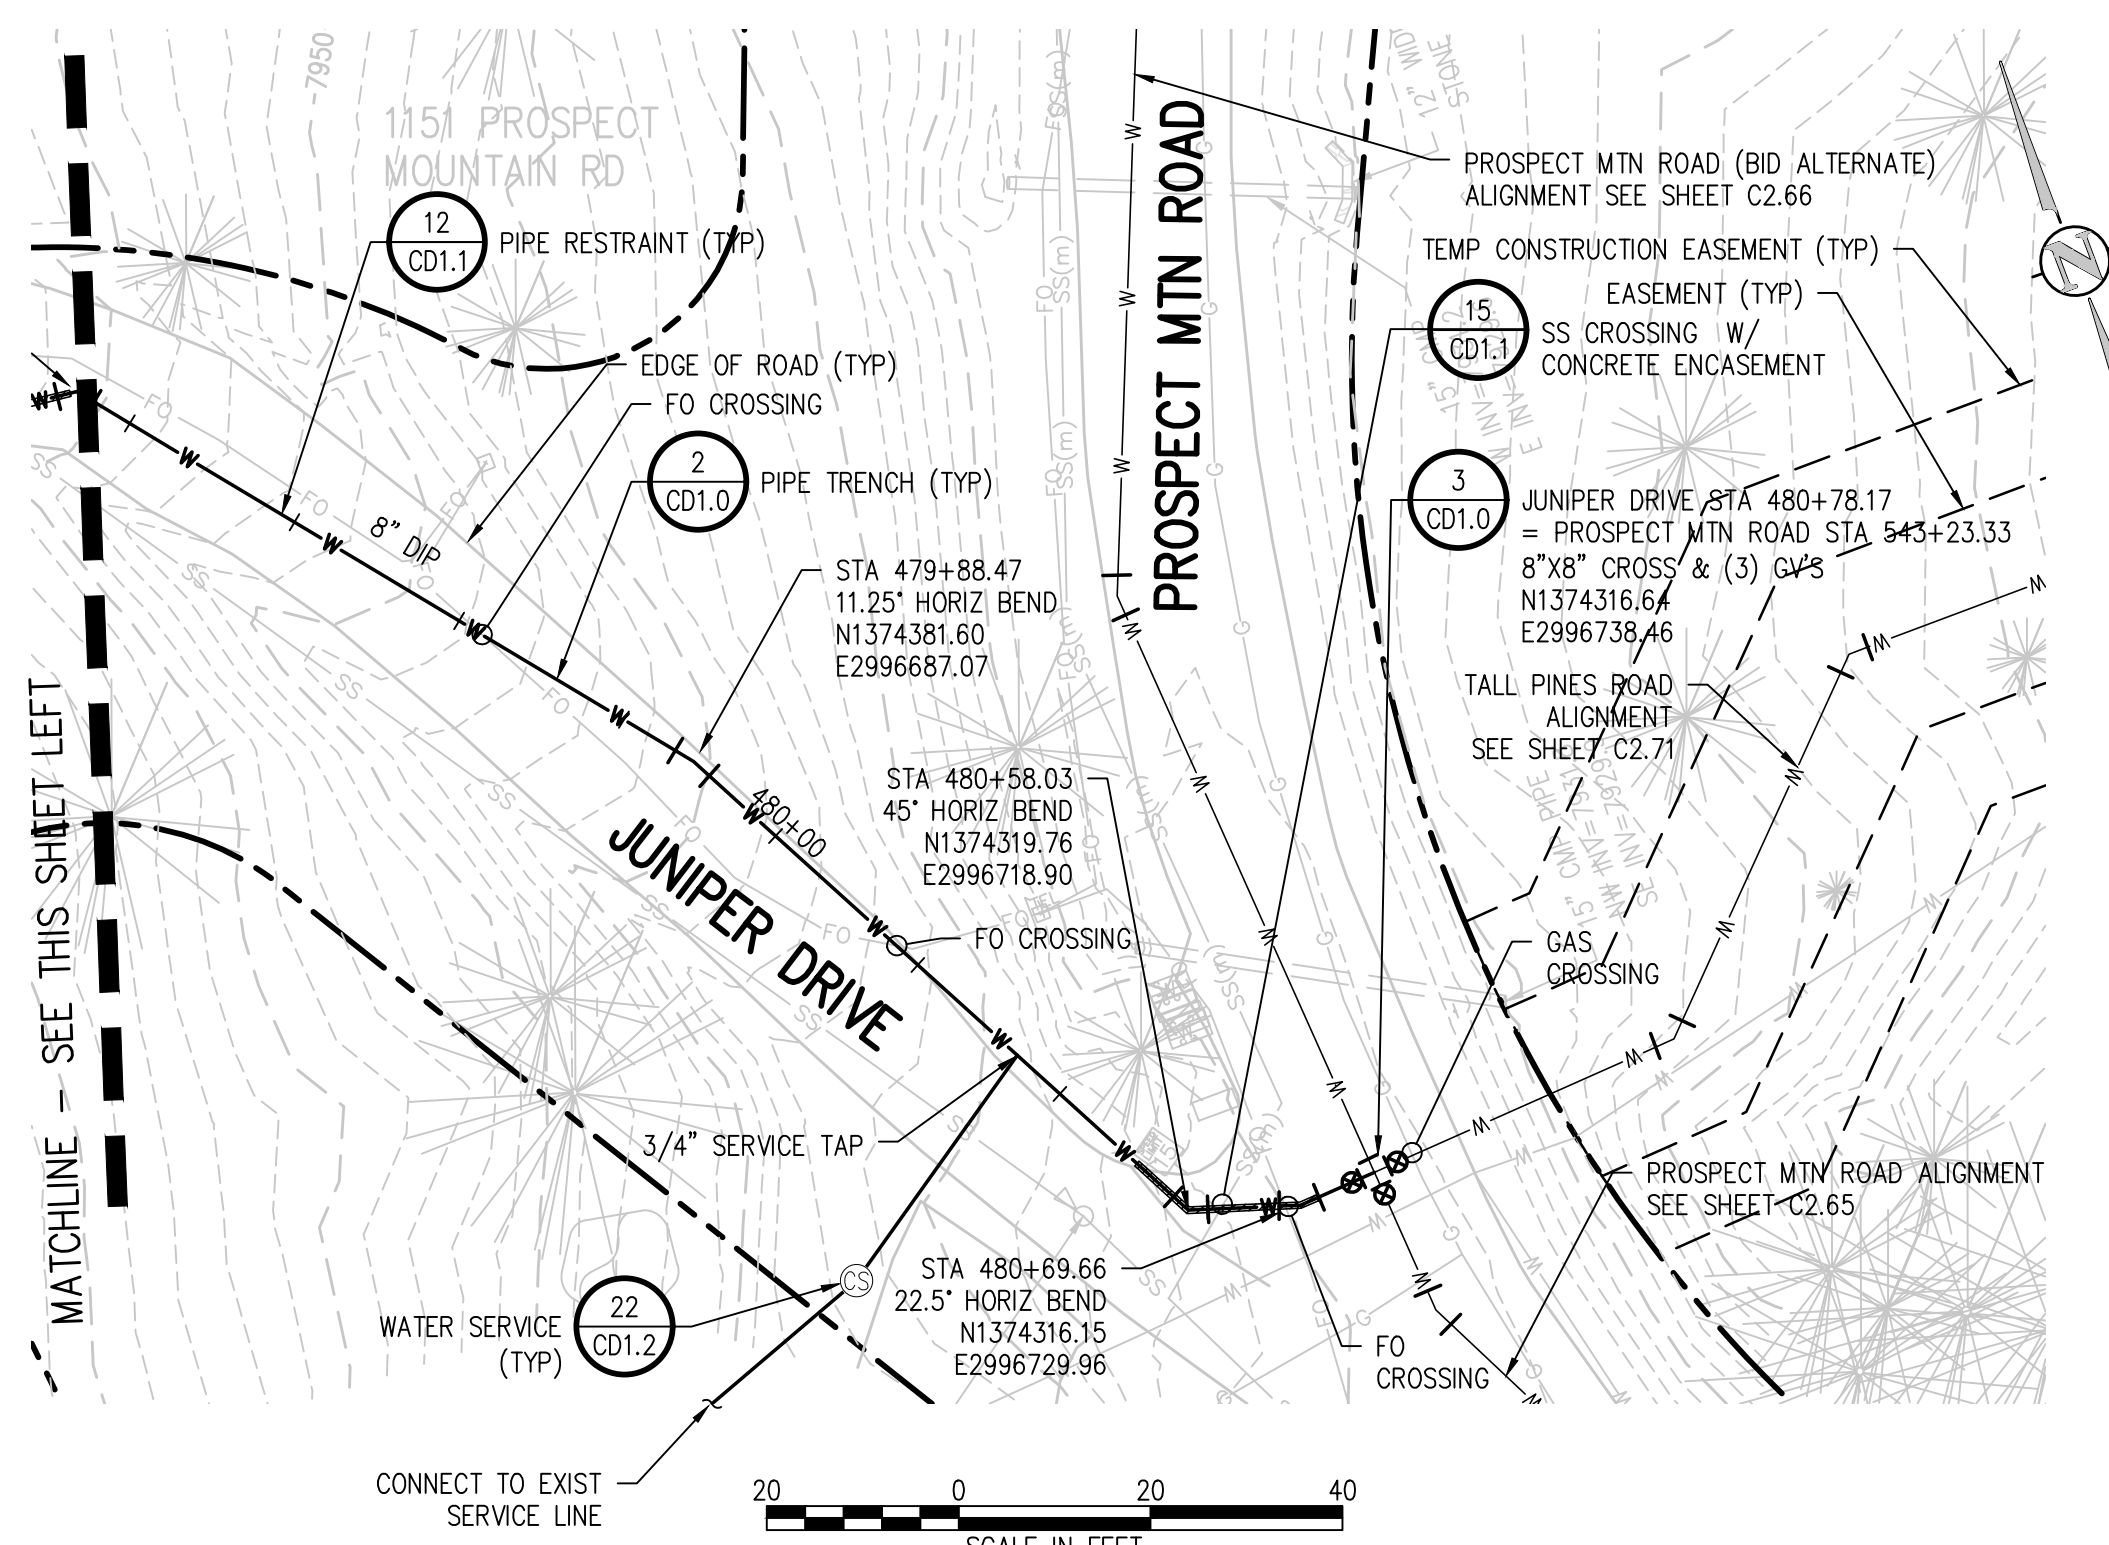 7950
1151 PROSPECT
MOUNTAIN RD
12
CD1.1
PIPE RESTRAINT (TYP)
EDGE OF ROAD (TYP)
FO CROSSING
2
CD1.0
PIPE TRENCH (TYP)
8" DIP
STA 479+88.47
11.25° HORIZ BEND
N1374381.60
E2996687.07
PROSPECT MTN ROAD
PROSPECT MTN ROAD (BID ALTERNATE)
ALIGNMENT SEE SHEET C2.66
TEMP CONSTRUCTION EASEMENT (TYP)
EASEMENT (TYP)
15
CD1.1
SS CROSSING W/
CONCRETE ENCASEMENT
3
CD1.0
JUNIPER DRIVE STA 480+78.17
= PROSPECT MTN ROAD STA 543+23.33
8"X8" CROSS & (3) GV'S
N1374316.64
E2996738.46
TALL PINES ROAD
ALIGNMENT
SEE SHEET C2.71
STA 480+58.03
45° HORIZ BEND
N1374319.76
E2996718.90
480+00
JUNIPER DRIVE
FO CROSSING
GAS
CROSSING
MATCHLINE - SEE THIS SHEET LEFT
3/4" SERVICE TAP
PROSPECT MTN ROAD ALIGNMENT
SEE SHEET C2.65
STA 480+69.66
22.5° HORIZ BEND
N1374316.15
E2996729.96
CS
22
CD1.2
WATER SERVICE
(TYP)
FO
CROSSING
CONNECT TO EXIST
SERVICE LINE
20 0 20 40
SCALE IN FEET
N